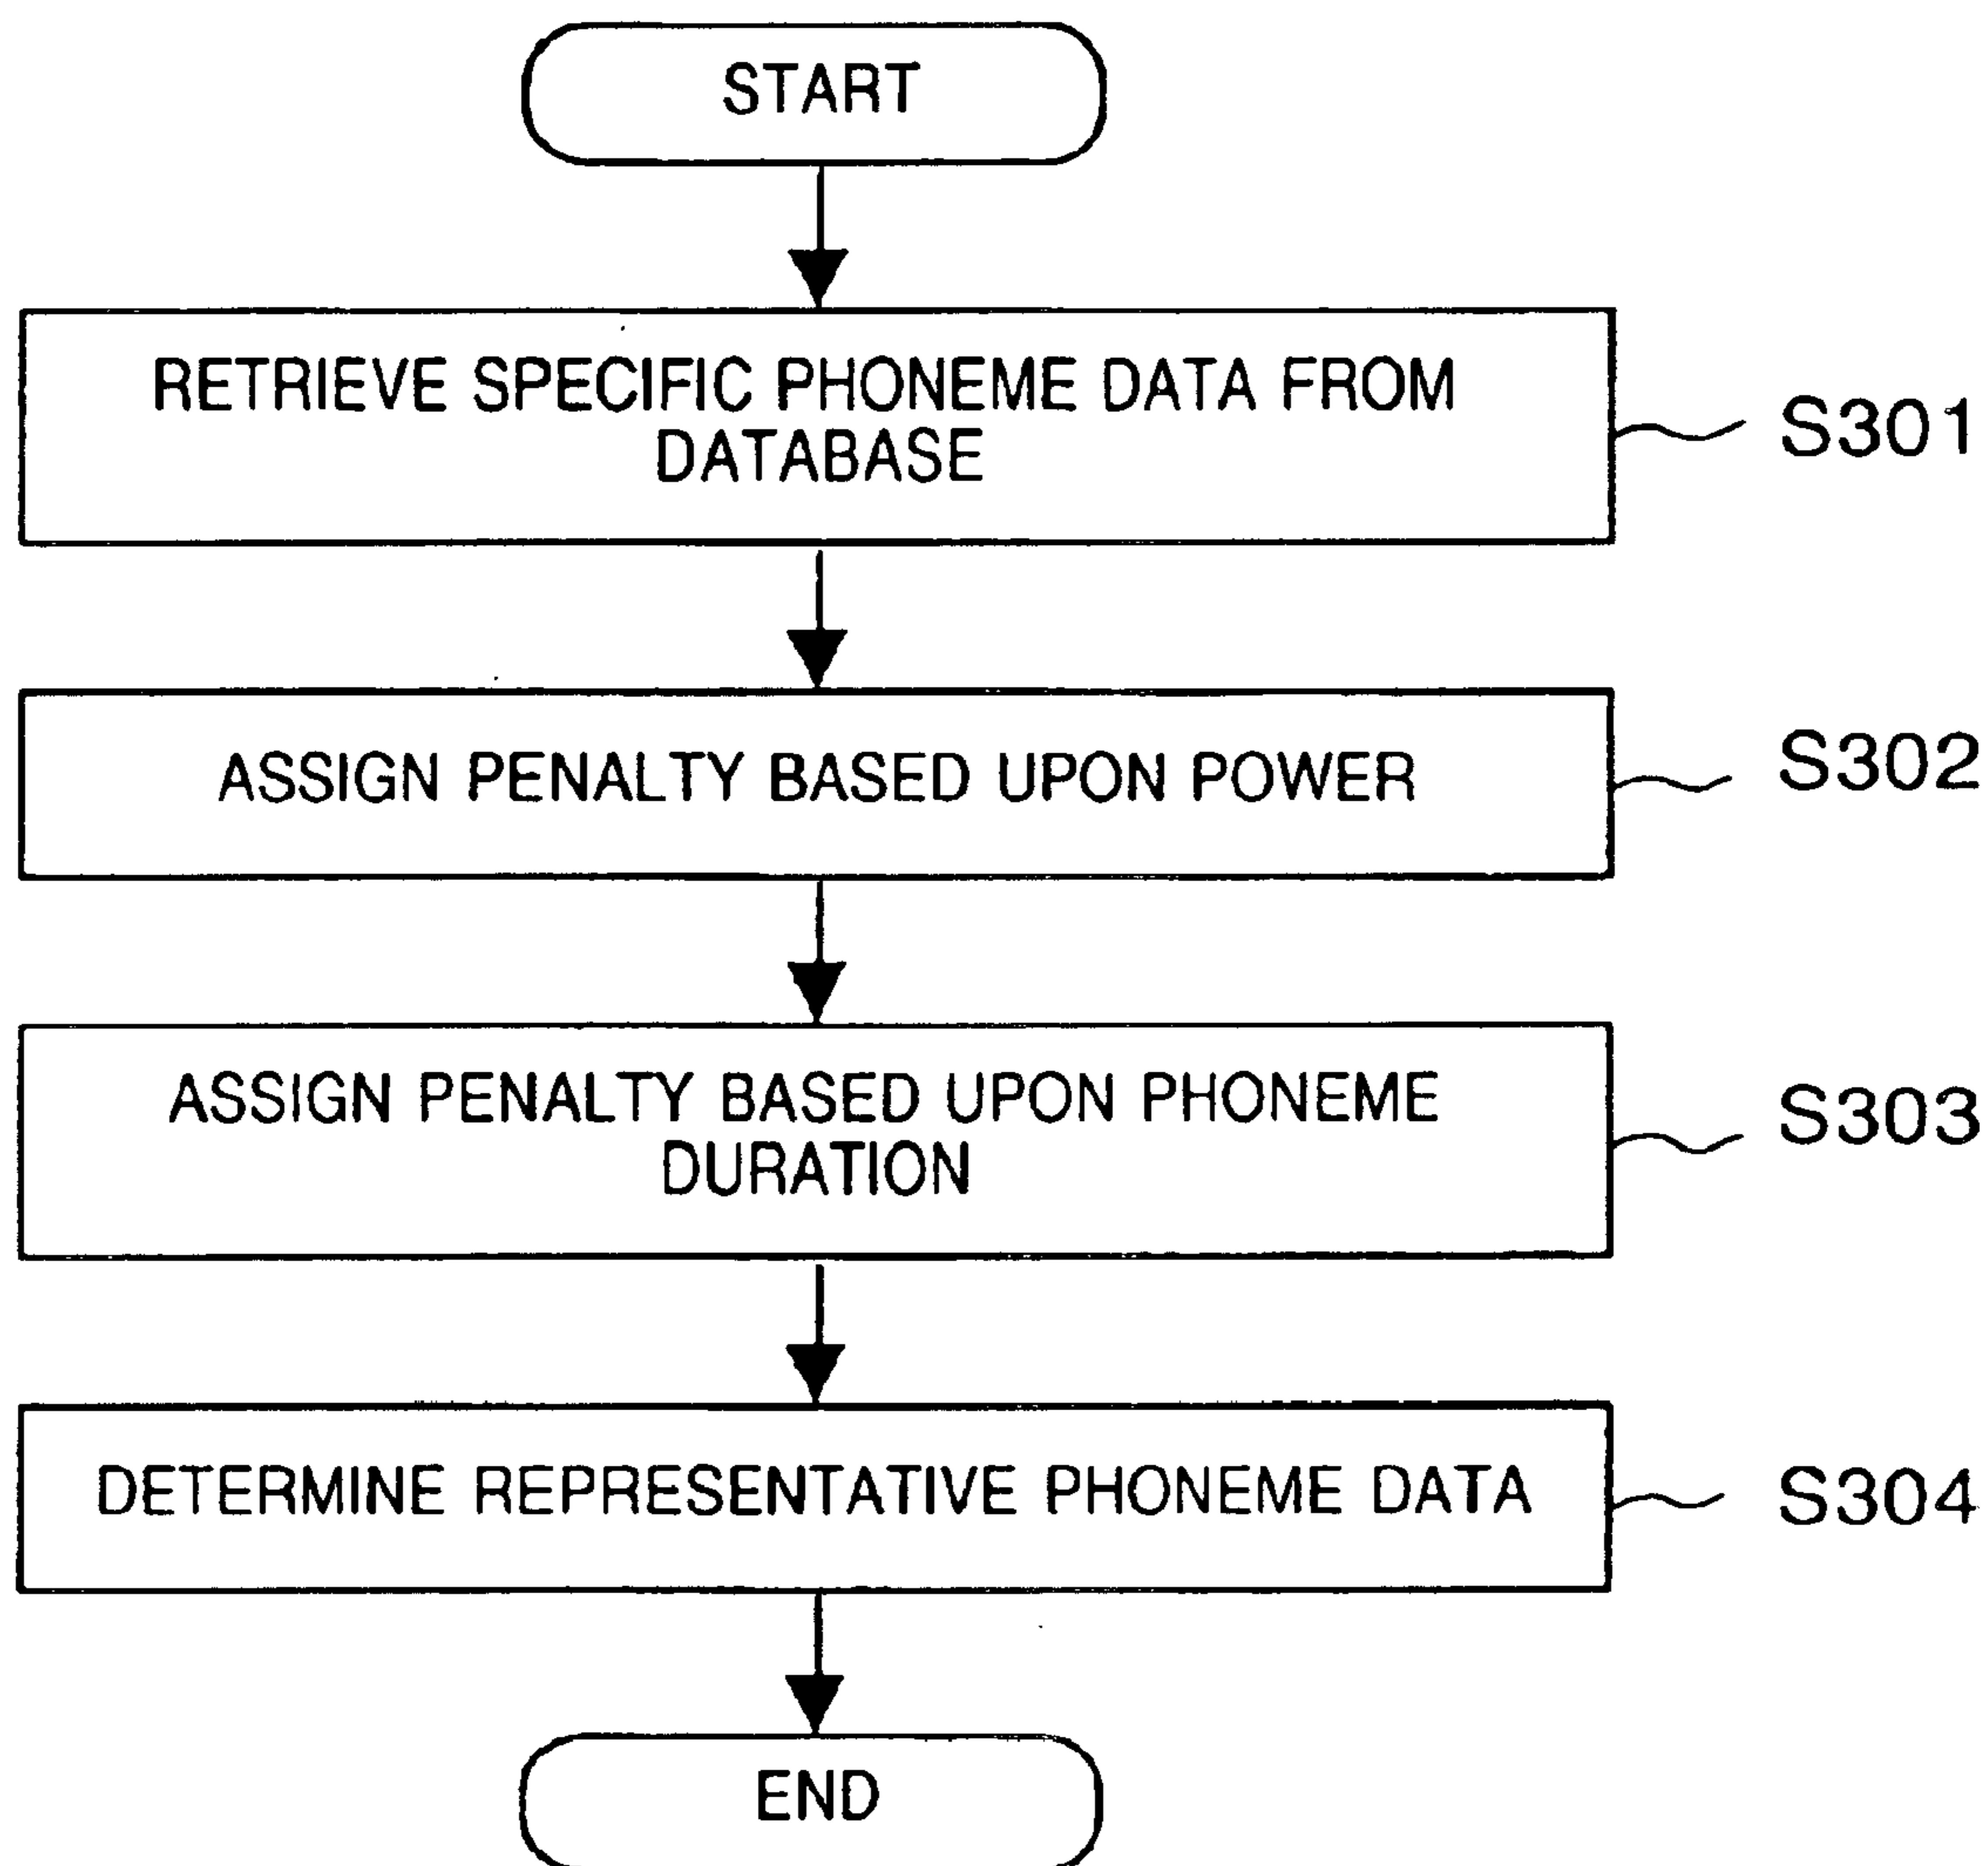 START
RETRIEVE SPECIFIC PHONEME DATA FROM
DATABASE
S301
ASSIGN PENALTY BASED UPON POWER
S302
ASSIGN PENALTY BASED UPON PHONEME
DURATION
S303
DETERMINE REPRESENTATIVE PHONEME DATA
S304
END